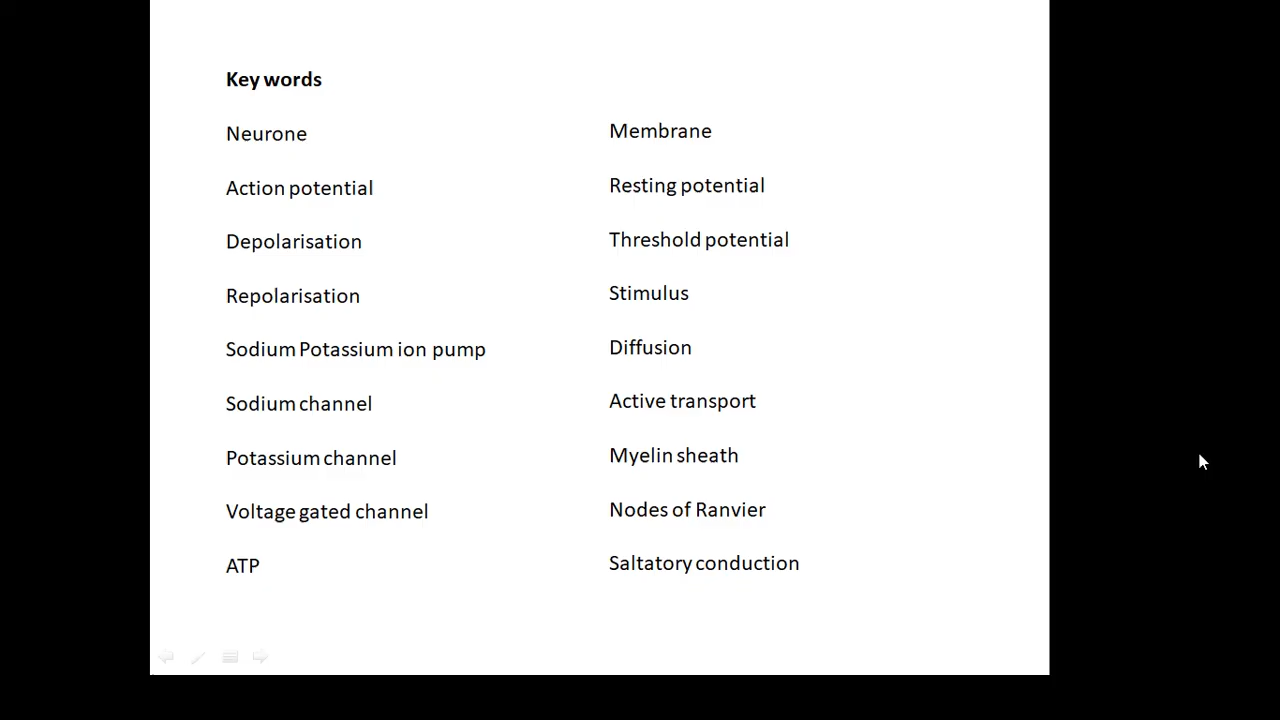 Key words
Neurone
Action potential
Depolarisation
Repolarisation
Sodium Potassium ion pump
Sodium channel
Potassium channel
Voltage gated channel
ATP
Membrane
Resting potential
Threshold potential
Stimulus
Diffusion
Active transport
Myelin sheath
Nodes of Ranvier
Saltatory conduction